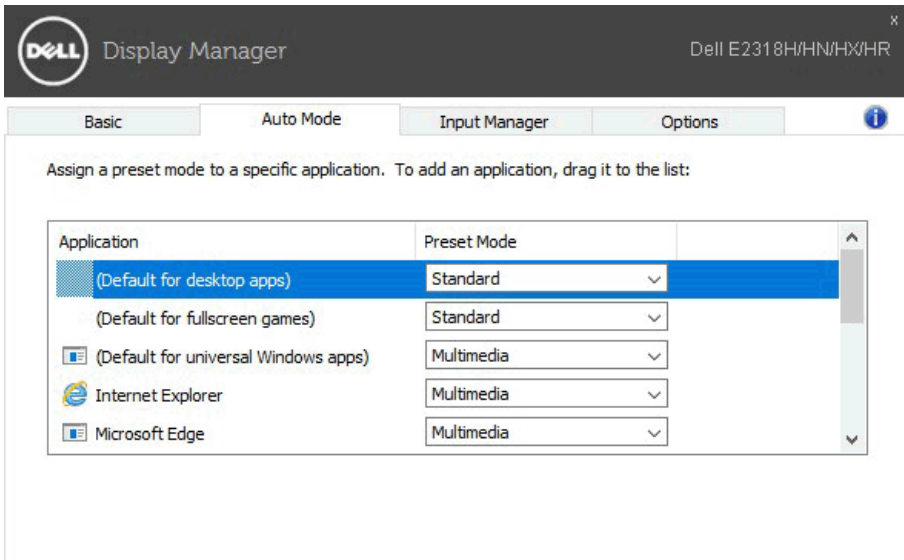 DELL Display Manager
x
Dell E2318H/HN/HX/HR
Basic Auto Mode Input Manager Options i
Assign a preset mode to a specific application. To add an application, drag it to the list:
Application Preset Mode
(Default for desktop apps) Standard
(Default for fullscreen games) Standard
(Default for universal Windows apps) Multimedia
Internet Explorer Multimedia
Microsoft Edge Multimedia